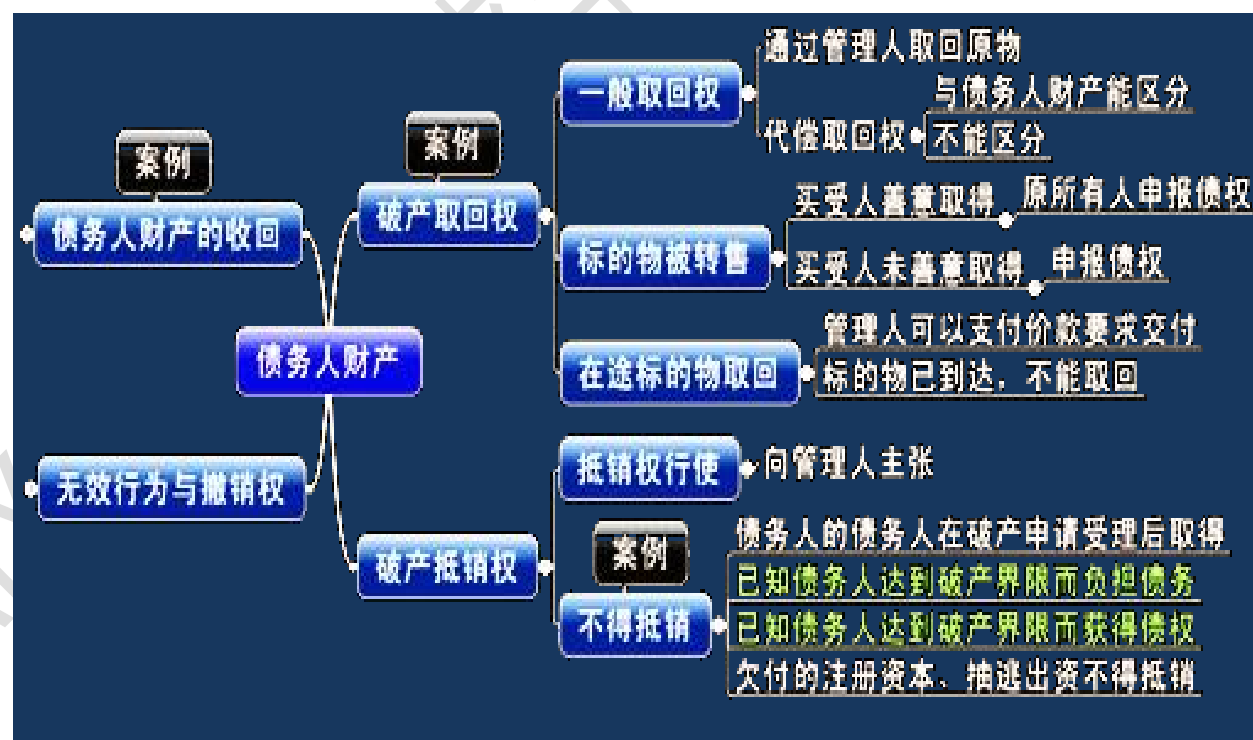 案例
债务人财产的收回
债务人财产
无效行为与撤销权
案例
破产取回权
一般取回权
通过管理人取回原物
代偿取回权
与债务人财产能区分
不能区分
标的物被转售
买受人善意取得
原所有人申报债权
买受人未善意取得
申报债权
在途标的物取回
管理人可以支付价款要求交付
标的物已到达，不能取回
破产抵销权
抵销权行使
向管理人主张
案例
不得抵销
债务人的债务人在破产申请受理后取得
已知债务人达到破产界限而负担债务
已知债务人达到破产界限而获得债权
欠付的注册资本、抽逃出资不得抵销